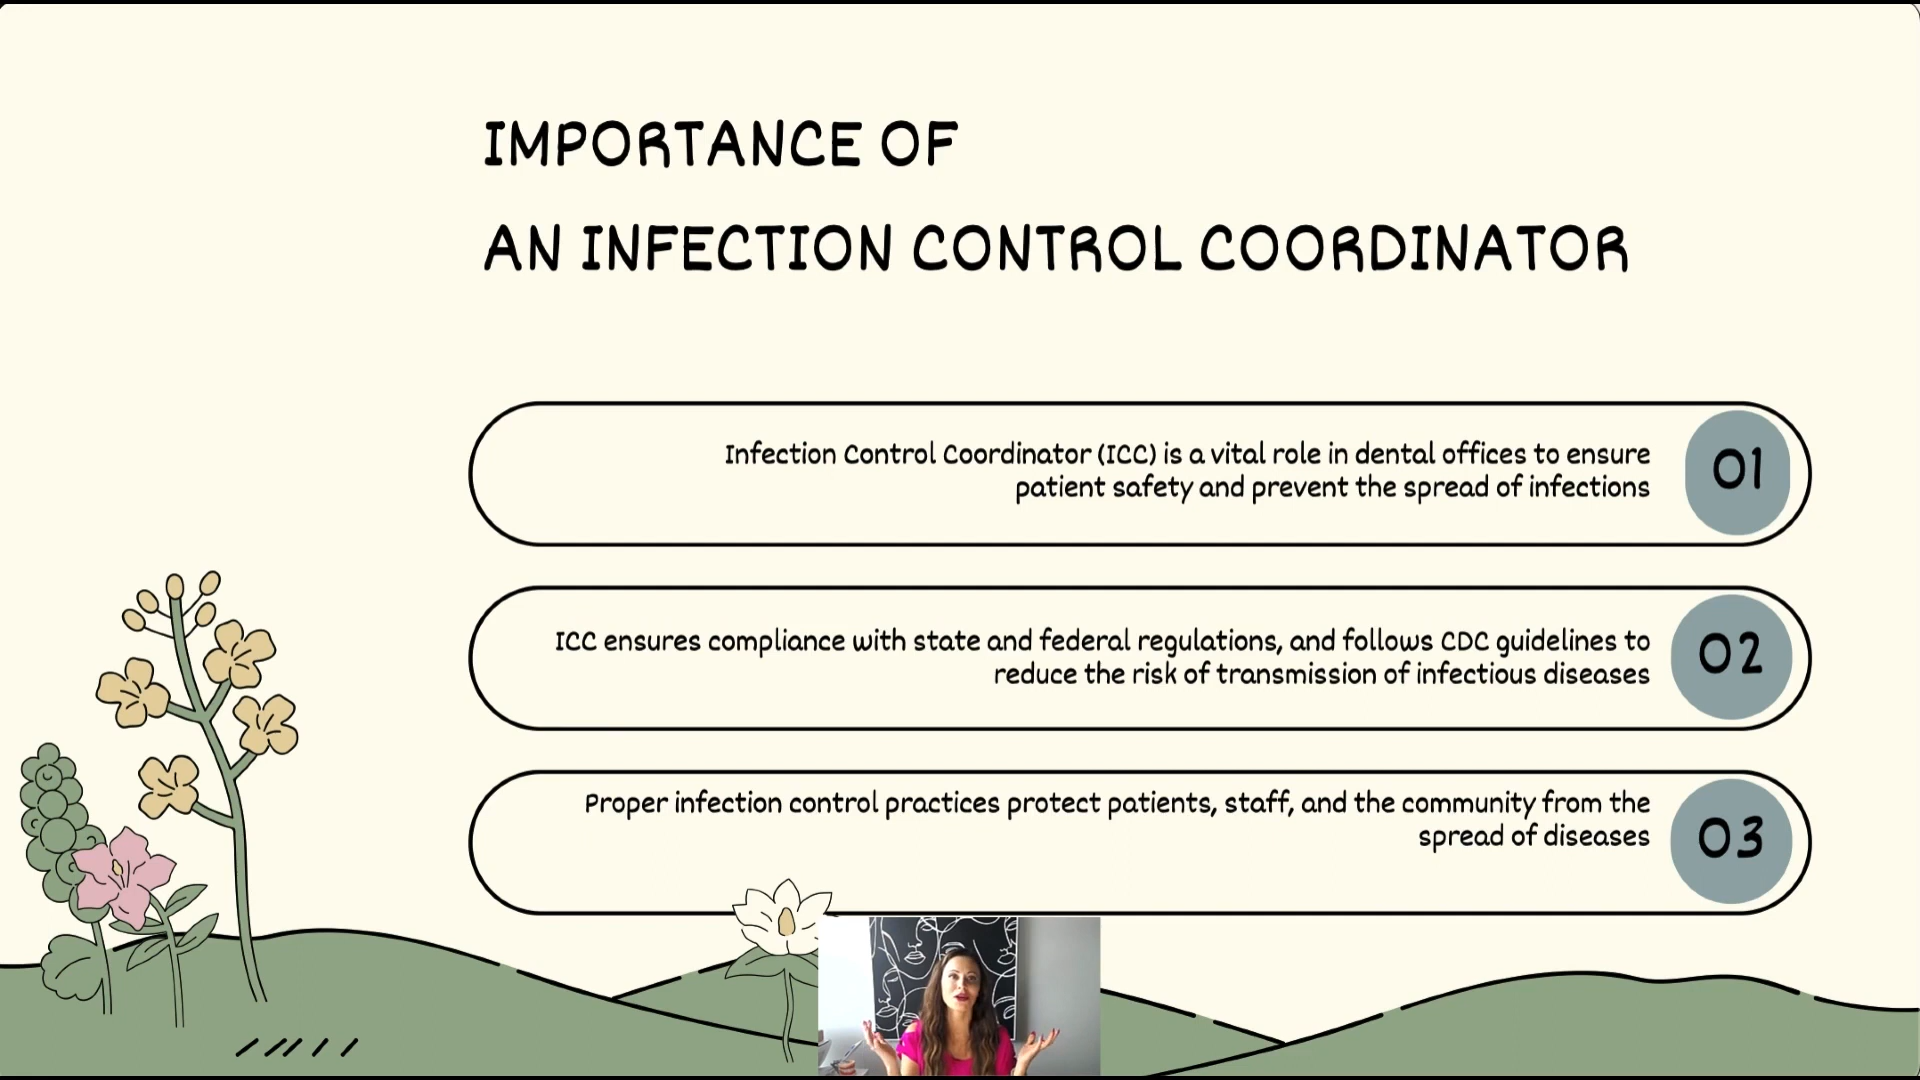 IMPORTANCE OF
AN INFECTION CONTROL COORDINATOR
Infection Control Coordinator (ICC) is a vital role in dental offices to ensure
patient safety and prevent the spread of infections
01
ICC ensures compliance with state and federal regulations, and follows CDC guidelines to
reduce the risk of transmission of infectious diseases
02
Proper infection control practices protect patients, staff, and the community from the
spread of diseases
03